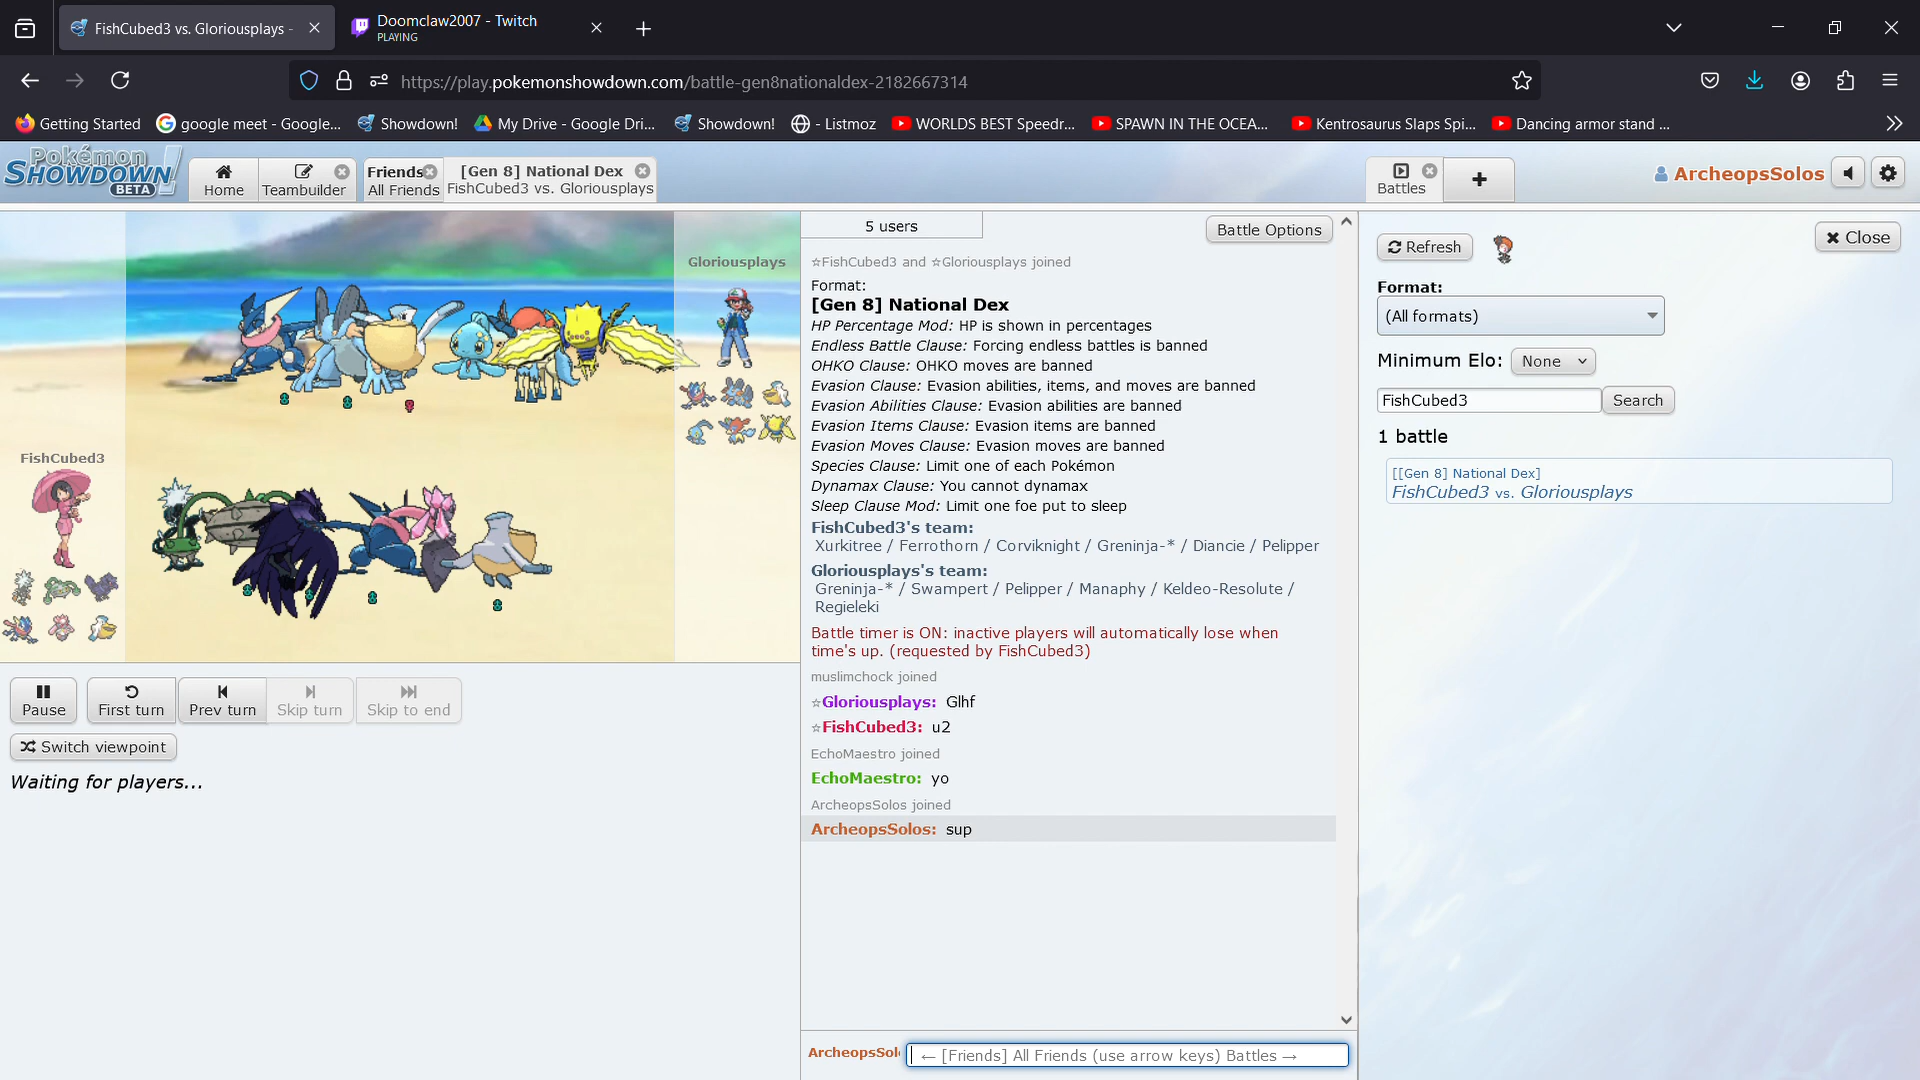 FishCubed3 vs. Gloriousplays -
Doomclaw2007 - Twitch
PLAYING
https://play.pokemonshowdown.com/battle-gen8nationaldex-2182667314
Getting Started
google meet - Google...
Showdown!
My Drive - Google Dri...
Showdown!
- Listmoz
WORLDS BEST Speedr...
SPAWN IN THE OCEA...
Kentrosaurus Slaps Spi...
Dancing armor stand ...
Pokémon
SHOWDOWN!
BETA
Home
Teambuilder
Friends
All Friends
[Gen 8] National Dex
FishCubed3 vs. Gloriousplays
Battles
ArcheopsSolos
Gloriousplays
FishCubed3
Pause
First turn
Prev turn
Skip turn
Skip to end
Switch viewpoint
Waiting for players...
5 users
Battle Options
☆FishCubed3 and ☆Gloriousplays joined
Format:
[Gen 8] National Dex
HP Percentage Mod: HP is shown in percentages
Endless Battle Clause: Forcing endless battles is banned
OHKO Clause: OHKO moves are banned
Evasion Clause: Evasion abilities, items, and moves are banned
Evasion Abilities Clause: Evasion abilities are banned
Evasion Items Clause: Evasion items are banned
Evasion Moves Clause: Evasion moves are banned
Species Clause: Limit one of each Pokémon
Dynamax Clause: You cannot dynamax
Sleep Clause Mod: Limit one foe put to sleep
FishCubed3's team:
Xurkitree / Ferrothorn / Corviknight / Greninja-* / Diancie / Pelipper
Gloriousplays's team:
Greninja-* / Swampert / Pelipper / Manaphy / Keldeo-Resolute /
Regieleki
Battle timer is ON: inactive players will automatically lose when
time's up. (requested by FishCubed3)
muslimchock joined
☆Gloriousplays: Glhf
☆FishCubed3: u2
EchoMaestro joined
EchoMaestro: yo
ArcheopsSolos joined
ArcheopsSolos: sup
ArcheopsSol
← [Friends] All Friends (use arrow keys) Battles →
Refresh
Close
Format:
(All formats)
Minimum Elo: None
FishCubed3
Search
1 battle
[[Gen 8] National Dex]
FishCubed3 vs. Gloriousplays